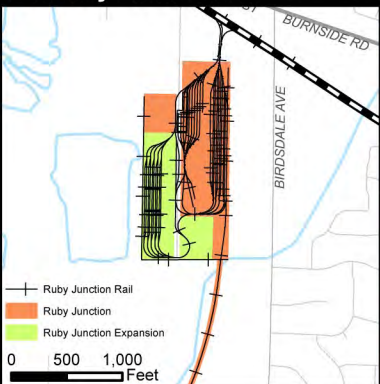 BURNSIDE RD
BIRDSDALE AVE
Ruby Junction Rail
Ruby Junction
Ruby Junction Expansion
0 500 1,000
Feet